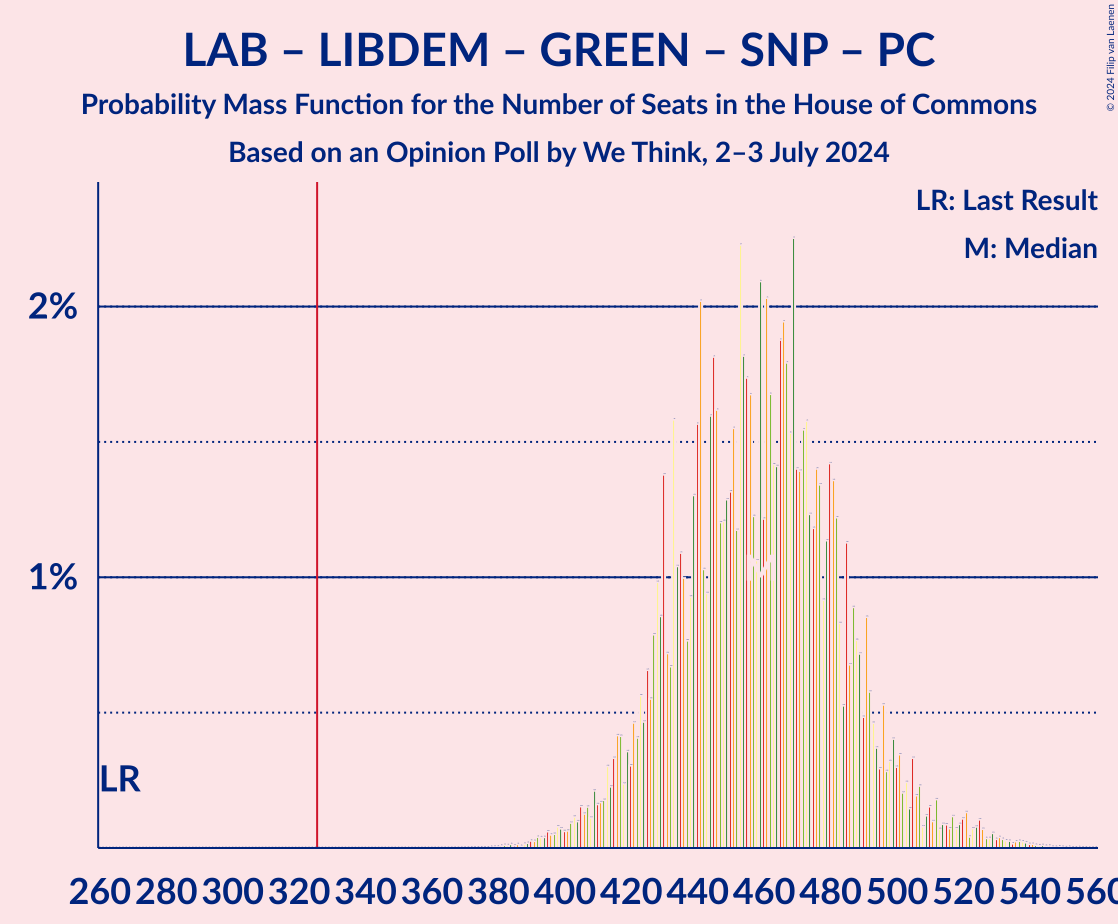 LAB – LIBDEM – GREEN – SNP – PC
Probability Mass Function for the Number of Seats in the House of Commons
Based on an Opinion Poll by We Think, 2–3 July 2024
© 2024 Filip van Laenen
LR: Last Result
M: Median
2%
1%
LR
M
260 280 300 320 340 360 380 400 420 440 460 480 500 520 540 560